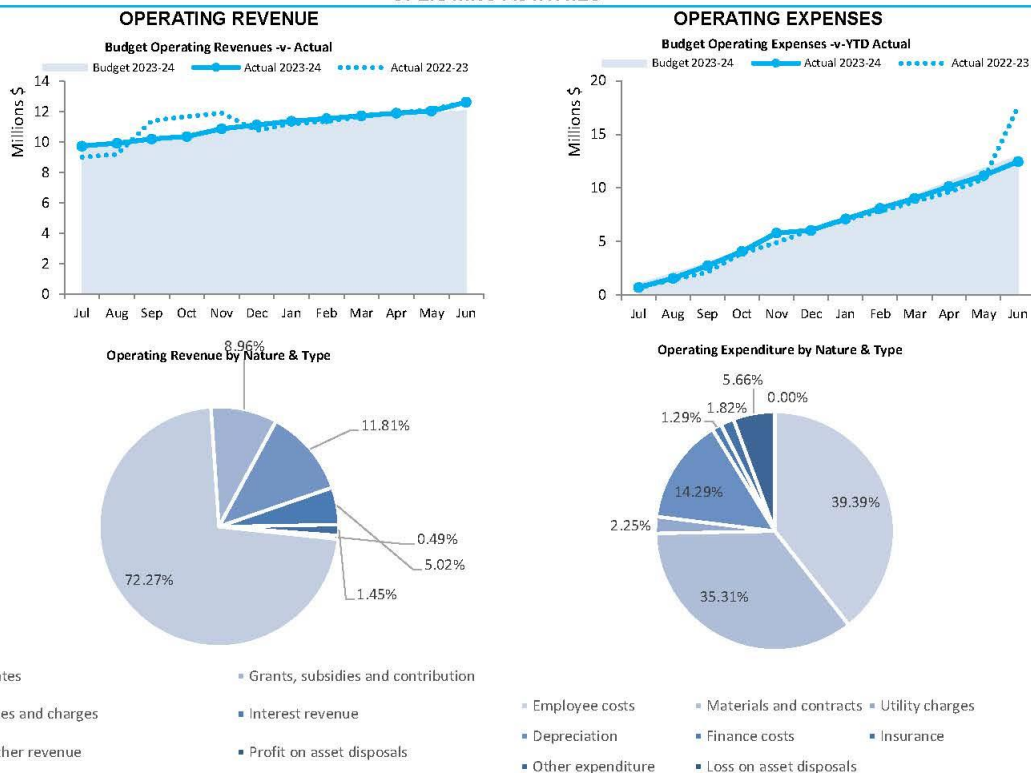 OPERATING REVENUE
Budget Operating Revenues -v- Actual
Budget 2023-24 Actual 2023-24 Actual 2022-23
Millions $
14
12
10
8
6
4
2
0
Jul Aug Sep Oct Nov Dec Jan Feb Mar Apr May Jun
OPERATING EXPENSES
Budget Operating Expenses -v-YTD Actual
Budget 2023-24 Actual 2023-24 Actual 2022-23
Millions $
20
15
10
5
0
Jul Aug Sep Oct Nov Dec Jan Feb Mar Apr May Jun
8.96%
Operating Revenue by Nature & Type
11.81%
0.49%
5.02%
1.45%
72.27%
tes
Grants, subsidies and contribution
es and charges
Interest revenue
her revenue
Profit on asset disposals
Operating Expenditure by Nature & Type
5.66%
0.00%
1.29%
1.82%
14.29%
39.39%
2.25%
35.31%
Employee costs Materials and contracts Utility charges
Depreciation Finance costs Insurance
Other expenditure Loss on asset disposals